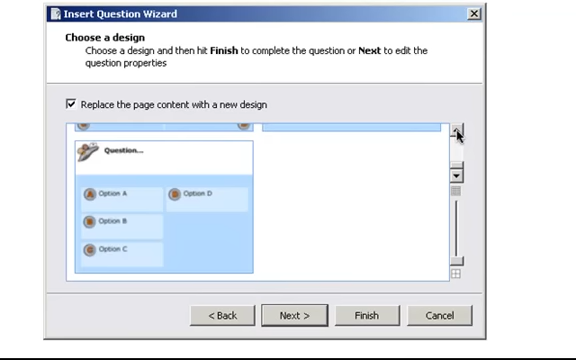 Insert Question Wizard
Choose a design
Choose a design and then hit Finish to complete the question or Next to edit the
question properties
Replace the page content with a new design
Question...
A Option A
D Option D
B Option B
C Option C
< Back
Next >
Finish
Cancel